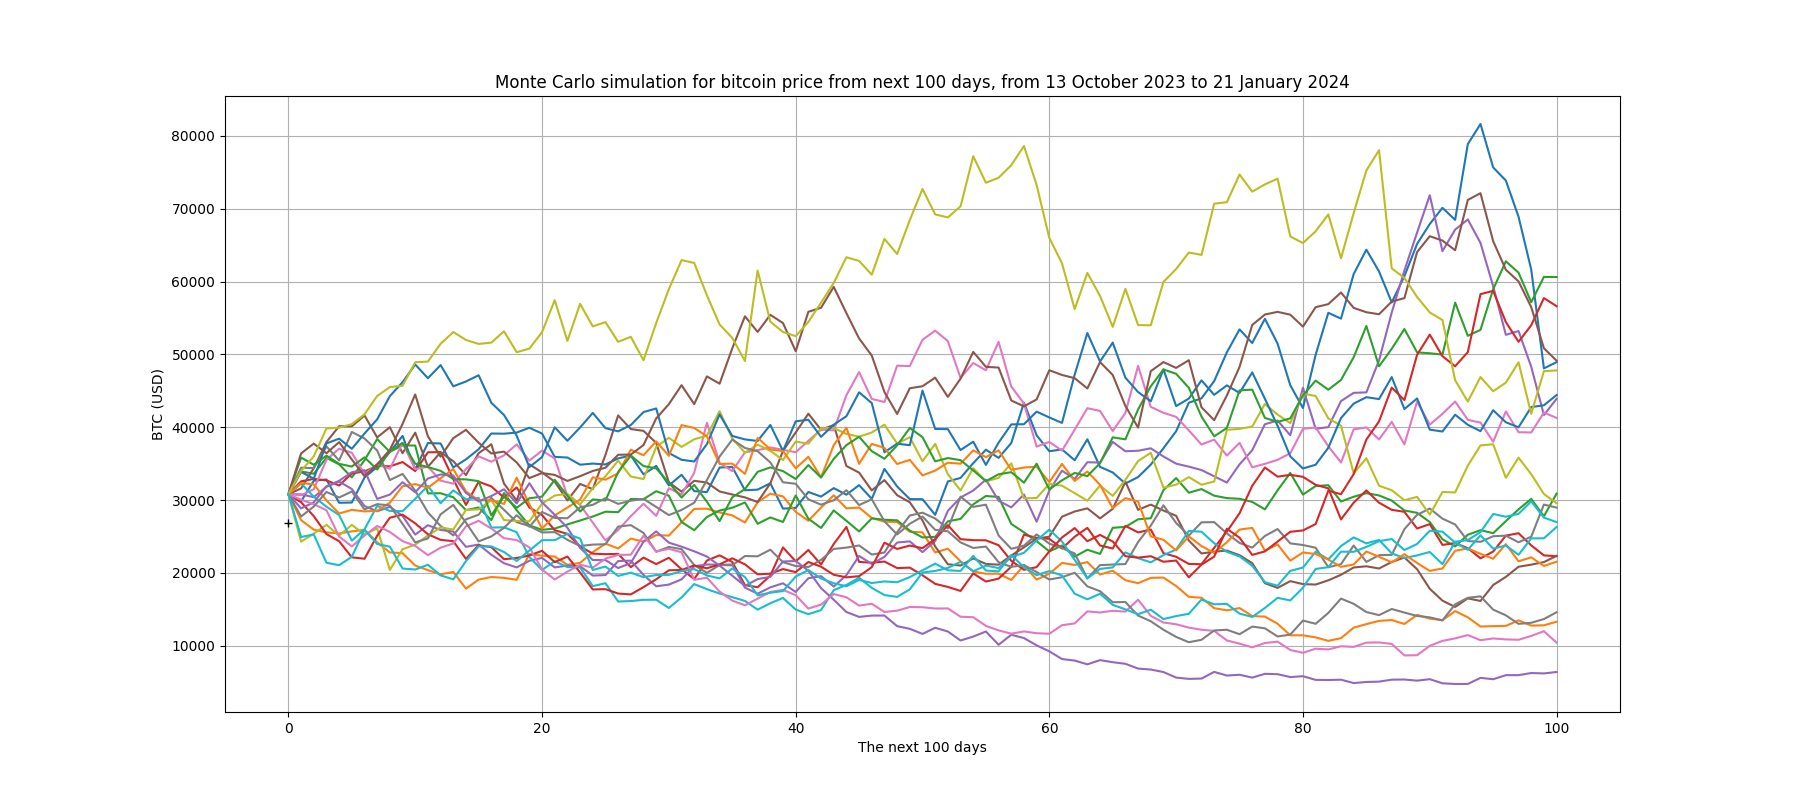 Monte Carlo simulation for bitcoin price from next 100 days, from 13 October 2023 to 21 January 2024
80000
70000
60000
50000
40000
30000
20000
10000
BTC (USD)
0 20 40 60 80 100
The next 100 days